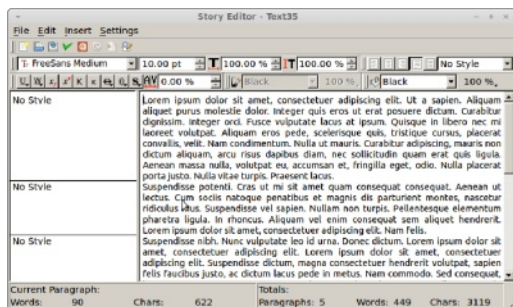 Story Editor - Text35
File Edit Insert Settings
FreeSans Medium 10.00 pt 100.00 % 100.00 % No Style
0.00 % Black 100 % Black 100 %
No Style
Lorem ipsum dolor sit amet, consectetuer adipiscing elit. Ut a sapien. Aliquam
aliquet purus molestie dolor. Integer quis eros ut erat posuere dictum. Curabitur
dignissim. Integer orci. Fusce vulputate lacus at ipsum. Quisque in libero nec mi
laoreet volutpat. Aliquam eros pede, scelerisque quis, tristique cursus, placerat
convallis, velit. Nam condimentum. Nulla ut mauris. Curabitur adipiscing, mauris non
dictum aliquam, arcu risus dapibus diam, nec sollicitudin quam erat quis ligula.
Aenean massa nulla, volutpat eu, accumsan et, fringilla eget, odio. Nulla placerat
porta justo. Nulla vitae turpis. Praesent lacus.
No Style
Suspendisse potenti. Cras ut mi sit amet quam consequat consequat. Aenean ut
lectus. Cum sociis natoque penatibus et magnis dis parturient montes, nascetur
ridiculus mus. Suspendisse vel sapien. Nullam non turpis. Pellentesque elementum
pharetra ligula. In rhoncus. Aliquam vel enim consequat sem aliquet hendrerit.
Lorem ipsum dolor sit amet, consectetuer adipiscing elit. Nam felis.
No Style
Suspendisse nibh. Nunc vulputate leo id urna. Donec dictum. Lorem ipsum dolor sit
amet, consectetuer adipiscing elit. Lorem ipsum dolor sit amet, consectetuer
adipiscing elit. Suspendisse dictum, magna consectetuer hendrerit volutpat, sapien
felis faucibus justo, ac dictum lacus pede in metus. Nam commodo. Sed consequat,
Current Paragraph: Totals:
Words: 90 Chars: 622 Paragraphs: 5 Words: 449 Chars: 3119